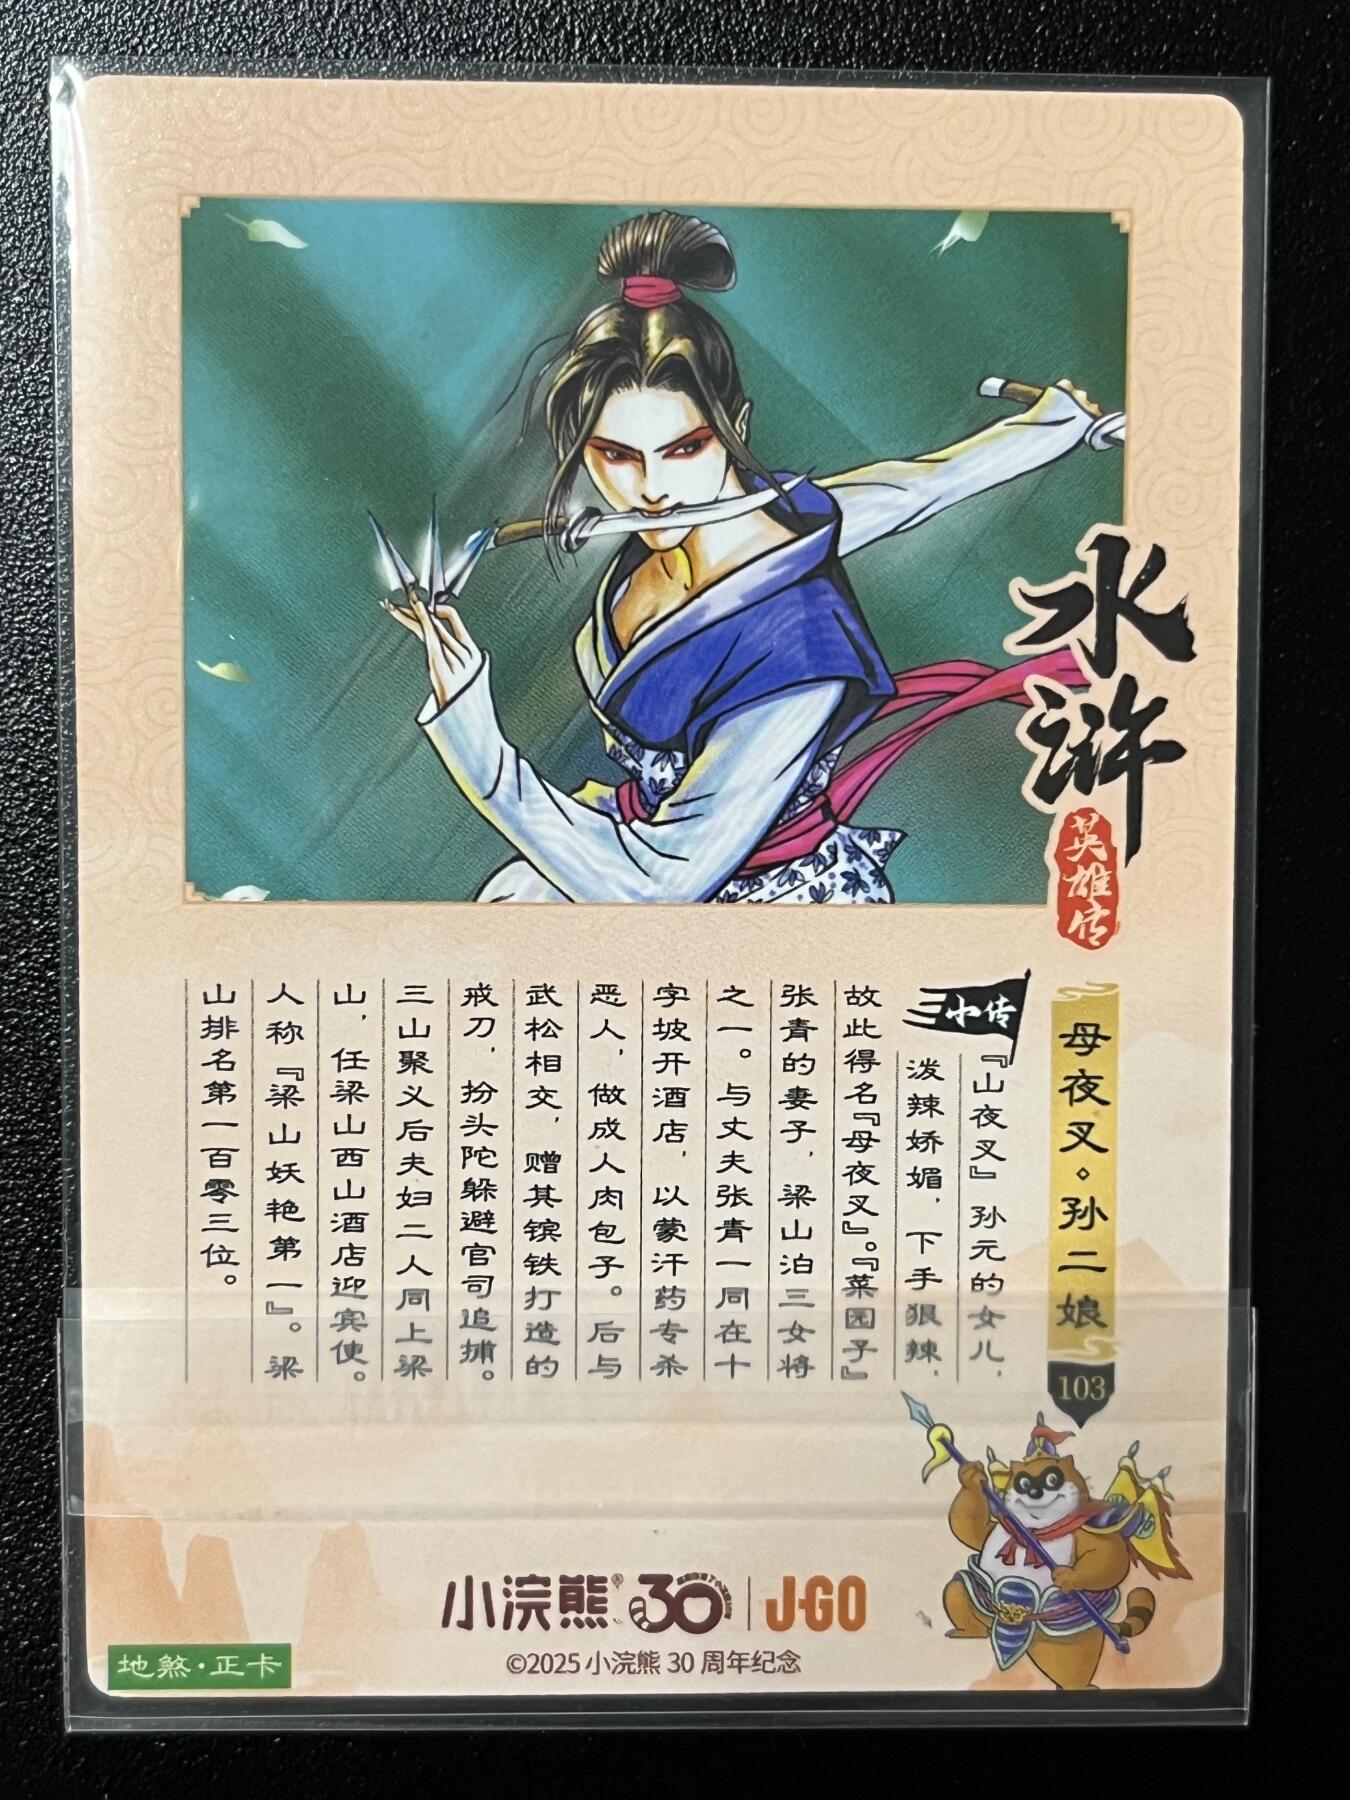 水浒
英雄传
母夜叉·孙二娘
103
小传
『山夜叉』孙元的女儿，
泼辣娇媚，下手狠辣，
故此得名『母夜叉』。『菜园子』
张青的妻子，梁山泊三女将
之一。与丈夫张青一同在十
字坡开酒店，以蒙汗药专杀
恶人，做成人肉包子。后与
武松相交，赠其镔铁打造的
戒刀，扮头陀躲避官司追捕。
三山聚义后夫妇二人同上梁
山，任梁山西山酒店迎宾使。
人称『梁山妖艳第一』。梁
山排名第一百零三位。
小浣熊® 30 | J·GO
©2025 小浣熊 30 周年纪念
地煞·正卡